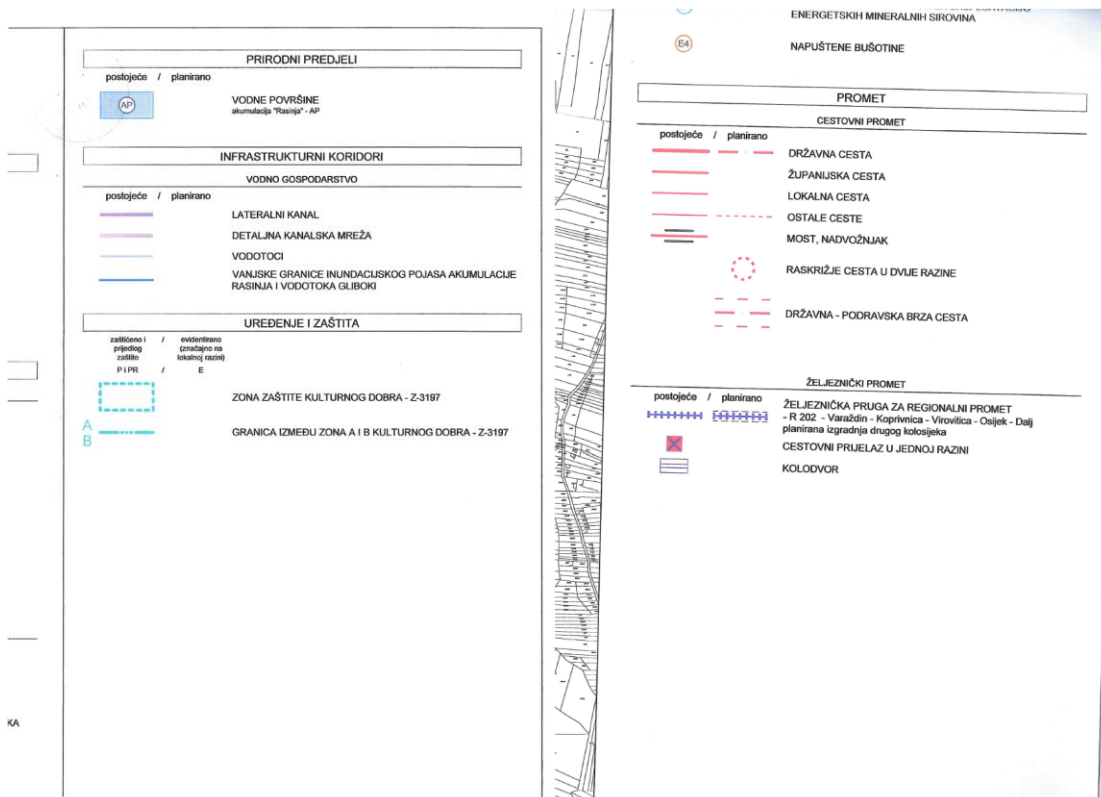 PRIRODNI PREDJELI
postojeće / planirano
AP
VODNE POVRŠINE
akumulacija "Rasinja" - AP
INFRASTRUKTURNI KORIDORI
VODNO GOSPODARSTVO
postojeće / planirano
LATERALNI KANAL
DETALJNA KANALSKA MREŽA
VODOTOCI
VANJSKE GRANICE INUNDACIJSKOG POJASA AKUMULACIJE
RASINJA I VODOTOKA GLIBOKI
UREĐENJE I ZAŠTITA
zaštićeno i / evidentirano
prijedlog (značajno na
zaštite lokalnoj razini)
P i PR / E
ZONA ZAŠTITE KULTURNOG DOBRA - Z-3197
A
B
GRANICA IZMEĐU ZONA A I B KULTURNOG DOBRA - Z-3197
KA
ENERGETSKIH MINERALNIH SIROVINA
E4
NAPUŠTENE BUŠOTINE
PROMET
CESTOVNI PROMET
postojeće / planirano
DRŽAVNA CESTA
ŽUPANIJSKA CESTA
LOKALNA CESTA
OSTALE CESTE
MOST, NADVOŽNJAK
RASKRIŽJE CESTA U DVIJE RAZINE
DRŽAVNA - PODRAVSKA BRZA CESTA
ŽELJEZNIČKI PROMET
postojeće / planirano
ŽELJEZNIČKA PRUGA ZA REGIONALNI PROMET
- R 202 - Varaždin - Koprivnica - Virovitica - Osijek - Dalj
planirana izgradnja drugog kolosijeka
CESTOVNI PRIJELAZ U JEDNOJ RAZINI
KOLODVOR